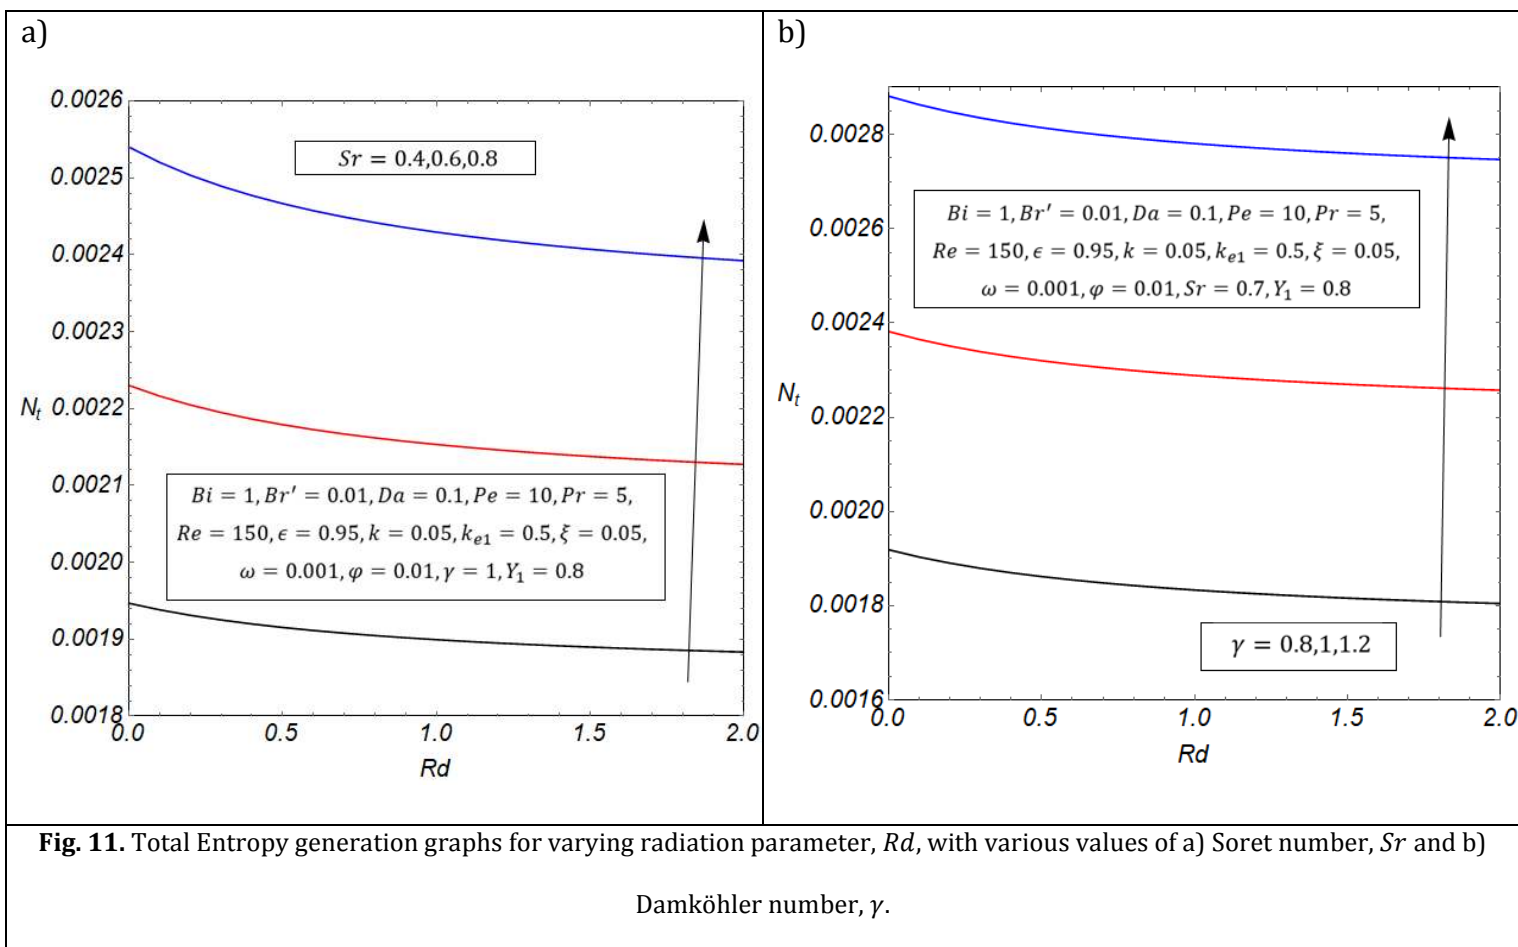 a)
0.0026
0.0025
0.0024
0.0023
0.0022
0.0021
0.0020
0.0019
0.0018
N_t
Sr = 0.4,0.6,0.8
Bi = 1, Br′ = 0.01, Da = 0.1, Pe = 10, Pr = 5,
Re = 150, ϵ = 0.95, k = 0.05, k_{e1} = 0.5, ξ = 0.05,
ω = 0.001, φ = 0.01, γ = 1, Y_1 = 0.8
0.0 0.5 1.0 1.5 2.0
Rd
b)
0.0028
0.0026
0.0024
0.0022
0.0020
0.0018
0.0016
N_t
Bi = 1, Br′ = 0.01, Da = 0.1, Pe = 10, Pr = 5,
Re = 150, ϵ = 0.95, k = 0.05, k_{e1} = 0.5, ξ = 0.05,
ω = 0.001, φ = 0.01, Sr = 0.7, Y_1 = 0.8
γ = 0.8,1,1.2
0.0 0.5 1.0 1.5 2.0
Rd
Fig. 11. Total Entropy generation graphs for varying radiation parameter, Rd, with various values of a) Soret number, Sr and b)
Damköhler number, γ.